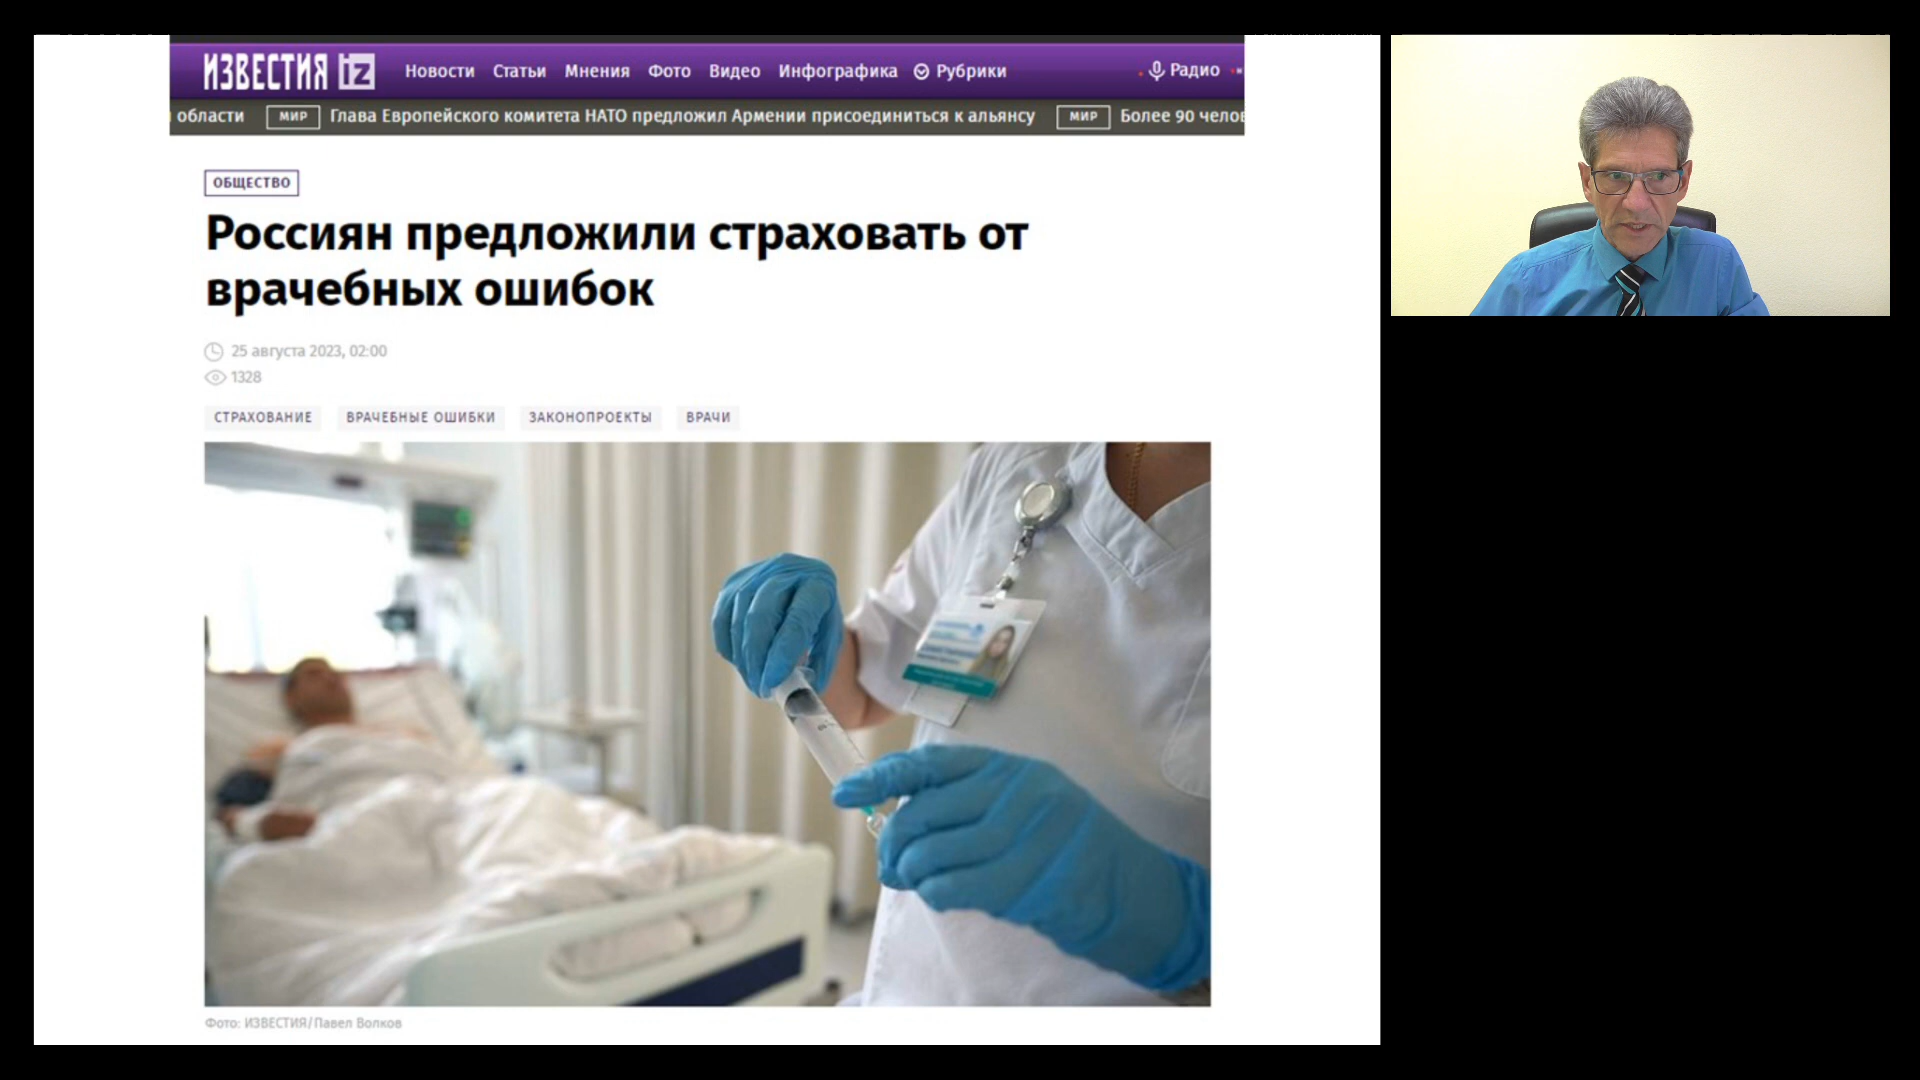 ИЗВЕСТИЯ iz Новости Статьи Мнения Фото Видео Инфографика Рубрики Радио
области МИР Глава Европейского комитета НАТО предложил Армении присоединиться к альянсу МИР Более 90
ОБЩЕСТВО
Россиян предложили страховать от
врачебных ошибок
25 августа 2023, 02:00
1328
СТРАХОВАНИЕ ВРАЧЕБНЫЕ ОШИБКИ ЗАКОНОПРОЕКТЫ ВРАЧИ
Фото: ИЗВЕСТИЯ/Павел Волков